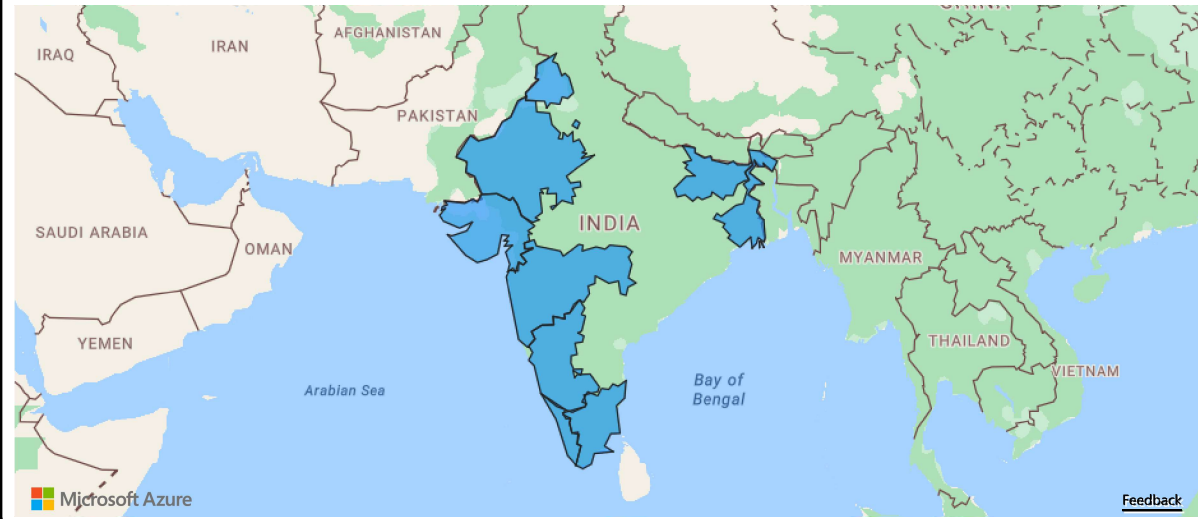 CHINA
AFGHANISTAN
IRAN
IRAQ
PAKISTAN
SAUDI ARABIA
INDIA
OMAN
MYANMAR
YEMEN
THAILAND
VIETNAM
Arabian Sea
Bay of
Bengal
Microsoft Azure
Feedback